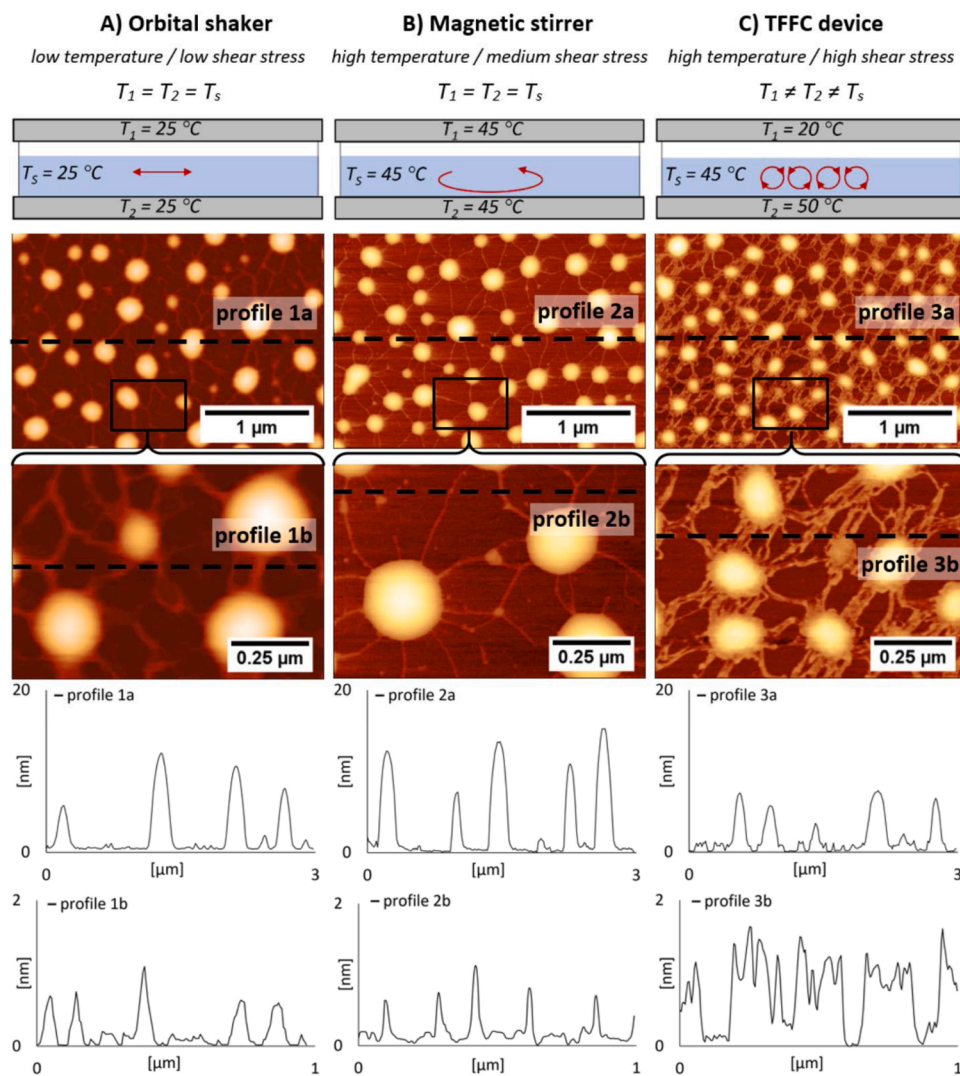 A) Orbital shaker
low temperature / low shear stress
T1 = T2 = Ts
T1 = 25 °C
Ts = 25 °C
T2 = 25 °C
profile 1a
1 µm
profile 1b
0.25 µm
20
– profile 1a
[nm]
0
0
[µm]
3
2
– profile 1b
[nm]
0
0
[µm]
1
B) Magnetic stirrer
high temperature / medium shear stress
T1 = T2 = Ts
T1 = 45 °C
Ts = 45 °C
T2 = 45 °C
profile 2a
1 µm
profile 2b
0.25 µm
20
– profile 2a
[nm]
0
0
[µm]
3
2
– profile 2b
[nm]
0
0
[µm]
1
C) TFFC device
high temperature / high shear stress
T1 ≠ T2 ≠ Ts
T1 = 20 °C
Ts = 45 °C
T2 = 50 °C
profile 3a
1 µm
profile 3b
0.25 µm
20
– profile 3a
[nm]
0
0
[µm]
3
2
– profile 3b
[nm]
0
0
[µm]
1